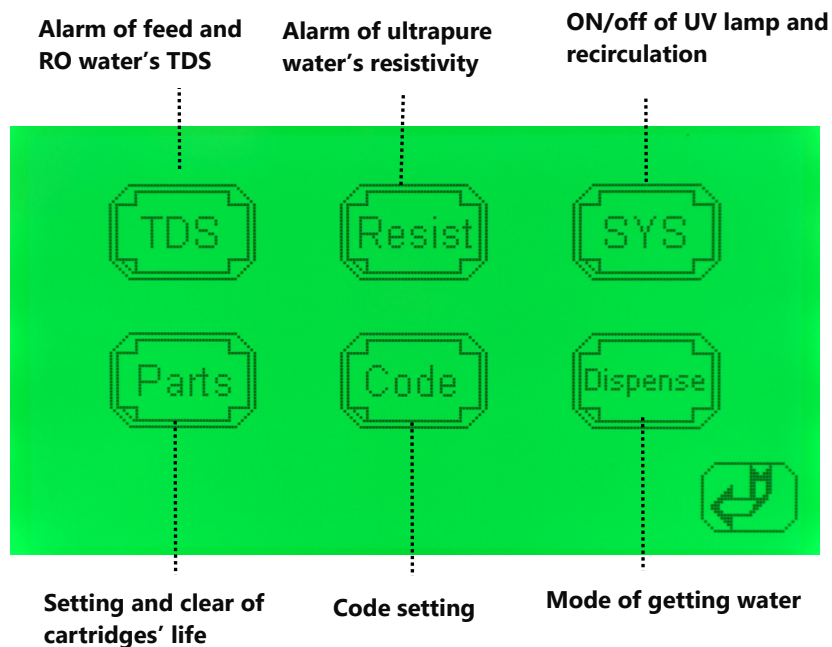 Alarm of feed and
RO water’s TDS
Alarm of ultrapure
water’s resistivity
ON/off of UV lamp and
recirculation
TDS
Resist
SYS
Parts
Code
Dispense
Setting and clear of
cartridges’ life
Code setting
Mode of getting water